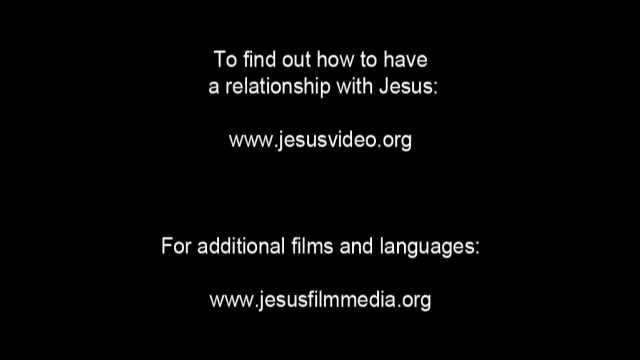 To find out how to have
a relationship with Jesus:
www.jesusvideo.org
For additional films and languages:
www.jesusfilmmedia.org